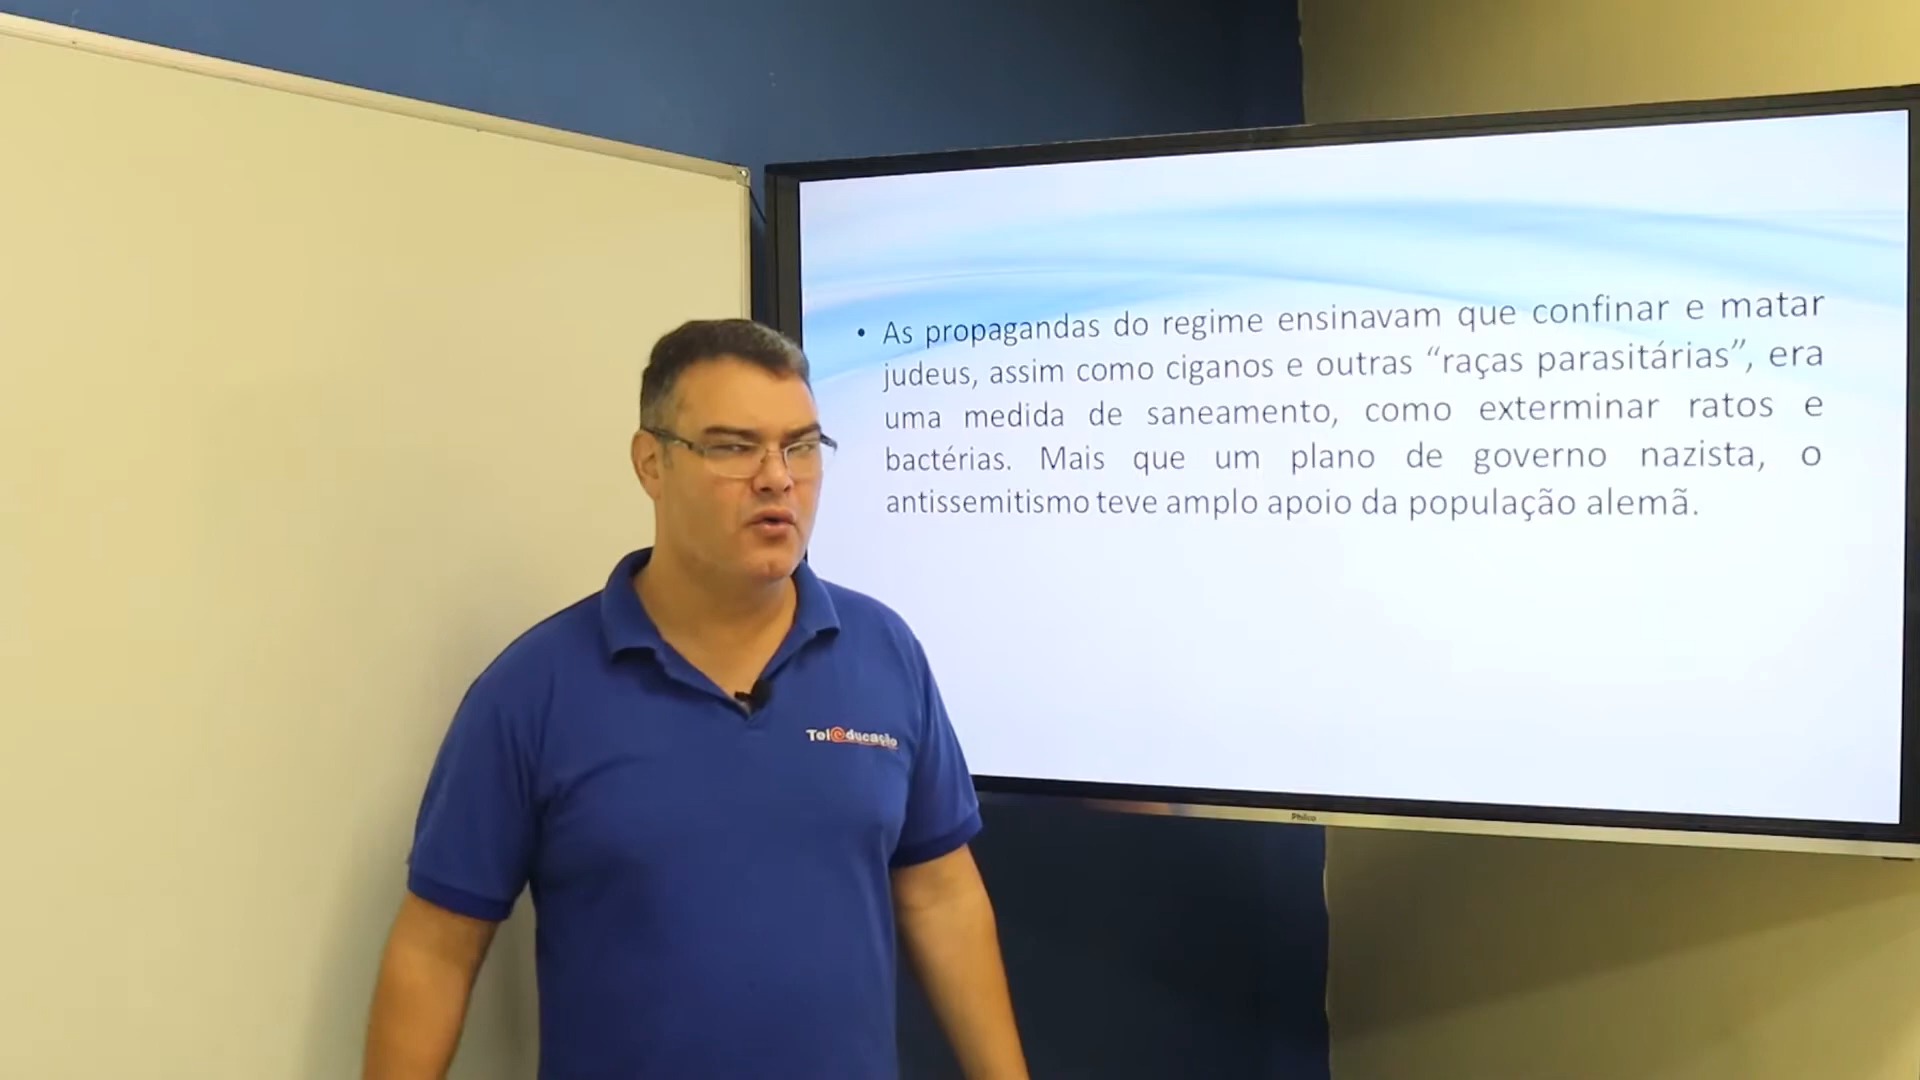 • As propagandas do regime ensinavam que confinar e matar
judeus, assim como ciganos e outras “raças parasitárias”, era
uma medida de saneamento, como exterminar ratos e
bactérias. Mais que um plano de governo nazista, o
antissemitismo teve amplo apoio da população alemã.
Tel@ducação
Philco